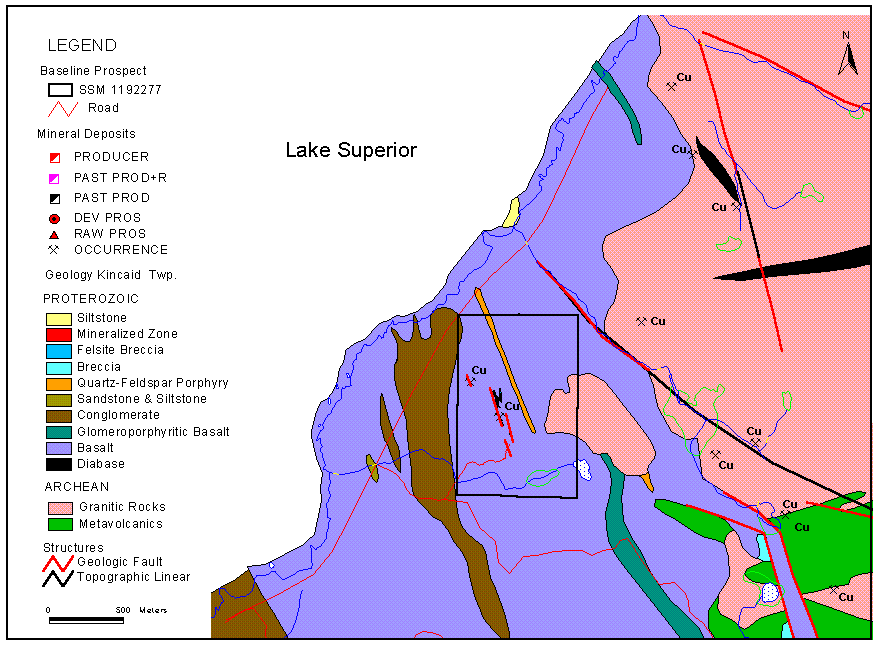 LEGEND
Baseline Prospect
SSM 1192277
Road
Mineral Deposits
PRODUCER
PAST PROD+R
PAST PROD
DEV PROS
RAW PROS
OCCURRENCE
Geology Kincaid Twp.
PROTEROZOIC
Siltstone
Mineralized Zone
Felsite Breccia
Breccia
Quartz-Feldspar Porphyry
Sandstone & Siltstone
Conglomerate
Glomeroporphyritic Basalt
Basalt
Diabase
ARCHEAN
Granitic Rocks
Metavolcanics
Structures
Geologic Fault
Topographic Linear
0 500 Meters
Lake Superior
N
Cu
Cu
Cu
Cu
Cu
Cu
Cu
Cu
Cu
Cu
Cu